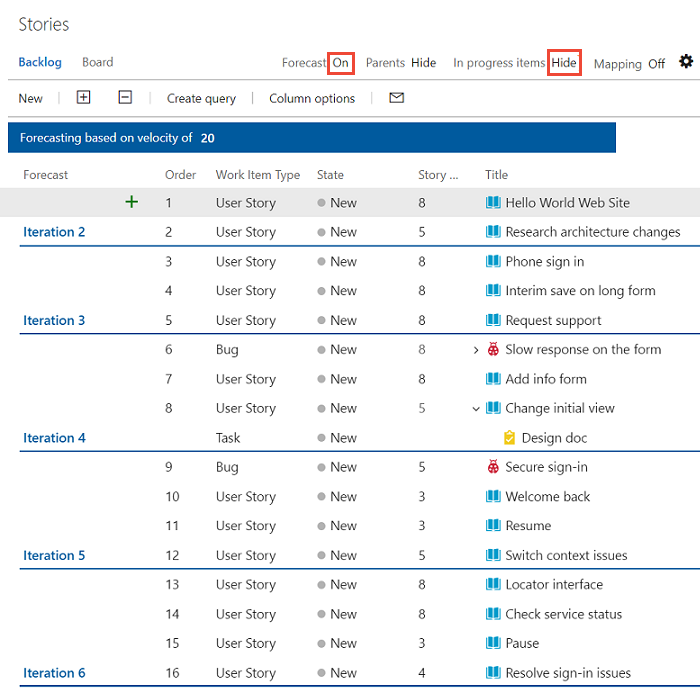 Stories
Backlog Board Forecast On Parents Hide In progress items Hide Mapping Off
New Create query Column options
Forecasting based on velocity of 20
Forecast Order Work Item Type State Story ... Title
1 User Story New 8 Hello World Web Site
Iteration 2 2 User Story New 5 Research architecture changes
3 User Story New 8 Phone sign in
4 User Story New 8 Interim save on long form
Iteration 3 5 User Story New 8 Request support
6 Bug New 8 Slow response on the form
7 User Story New 8 Add info form
8 User Story New 5 Change initial view
Iteration 4 Task New Design doc
9 Bug New 5 Secure sign-in
10 User Story New 3 Welcome back
11 User Story New 3 Resume
Iteration 5 12 User Story New 5 Switch context issues
13 User Story New 8 Locator interface
14 User Story New 8 Check service status
15 User Story New 3 Pause
Iteration 6 16 User Story New 4 Resolve sign-in issues